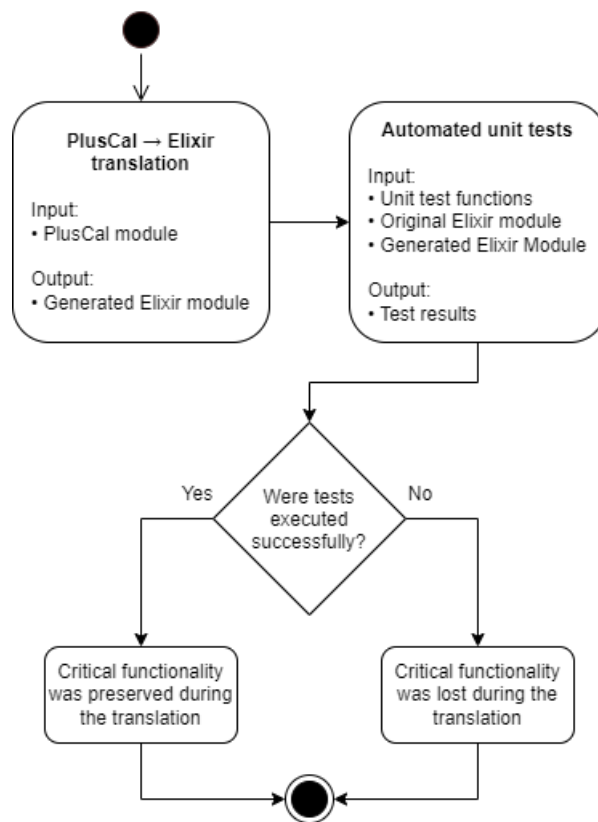 PlusCal → Elixir
translation
Input:
• PlusCal module
Output:
• Generated Elixir module
Automated unit tests
Input:
• Unit test functions
• Original Elixir module
• Generated Elixir Module
Output:
• Test results
Yes
Were tests
executed
successfully?
No
Critical functionality
was preserved during
the translation
Critical functionality
was lost during the
translation